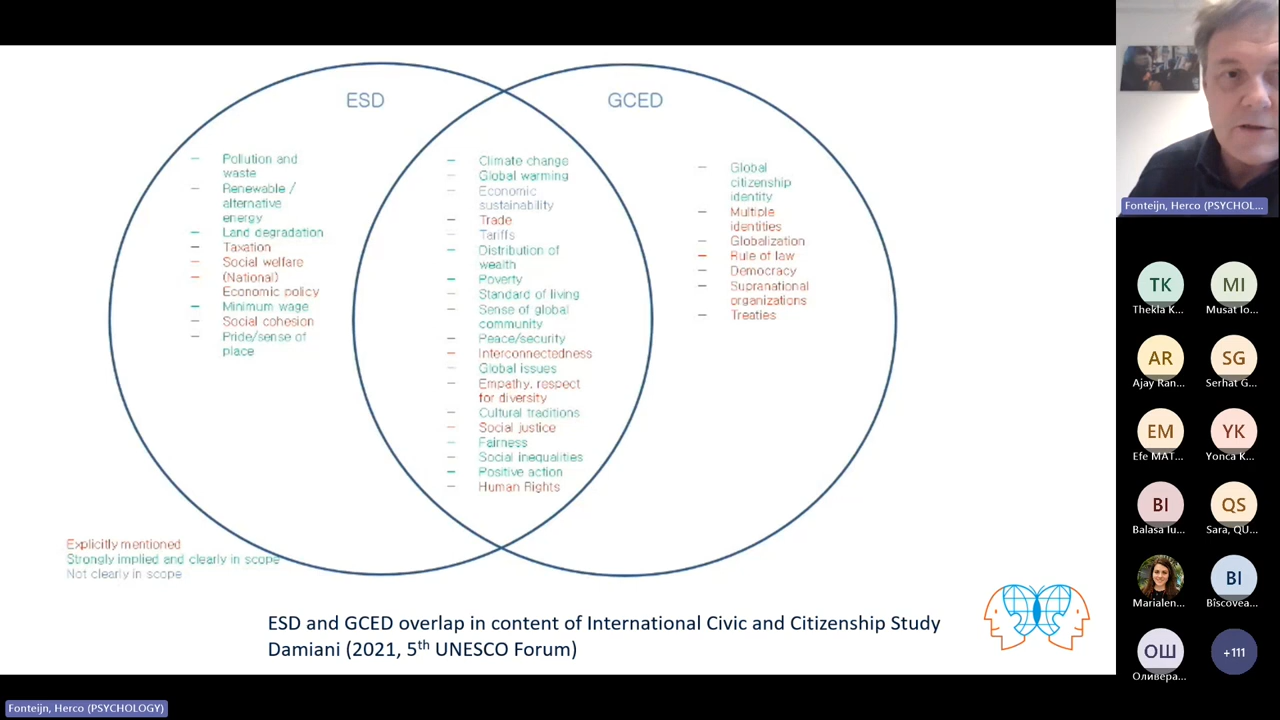 ESD
GCED
– Pollution and
waste
– Renewable /
alternative
energy
– Land degradation
– Taxation
– Social welfare
– (National)
Economic policy
– Minimum wage
– Social cohesion
– Pride/sense of
place
– Climate change
– Global warming
– Economic
sustainability
– Trade
– Tariffs
– Distribution of
wealth
– Poverty
– Standard of living
– Sense of global
community
– Peace/security
– Interconnectedness
– Global issues
– Empathy, respect
for diversity
– Cultural traditions
– Social justice
– Fairness
– Social inequalities
– Positive action
– Human Rights
– Global
citizenship
identity
– Multiple
identities
– Globalization
– Rule of law
– Democracy
– Supranational
organizations
– Treaties
Explicitly mentioned
Strongly implied and clearly in scope
Not clearly in scope
ESD and GCED overlap in content of International Civic and Citizenship Study
Damiani (2021, 5th UNESCO Forum)
Fonteijn, Herco (PSYCHOLOGY)
Fonteijn, Herco (PSYCHOL...
TK
Thekla K...
MI
Musat Io...
AR
Ajay Ran...
SG
Serhat G...
EM
Efe MAT...
YK
Yonca K...
BI
Balasa Iu...
QS
Sara, QU...
Marialen...
BI
Bîscovea...
ОШ
Оливера...
+111